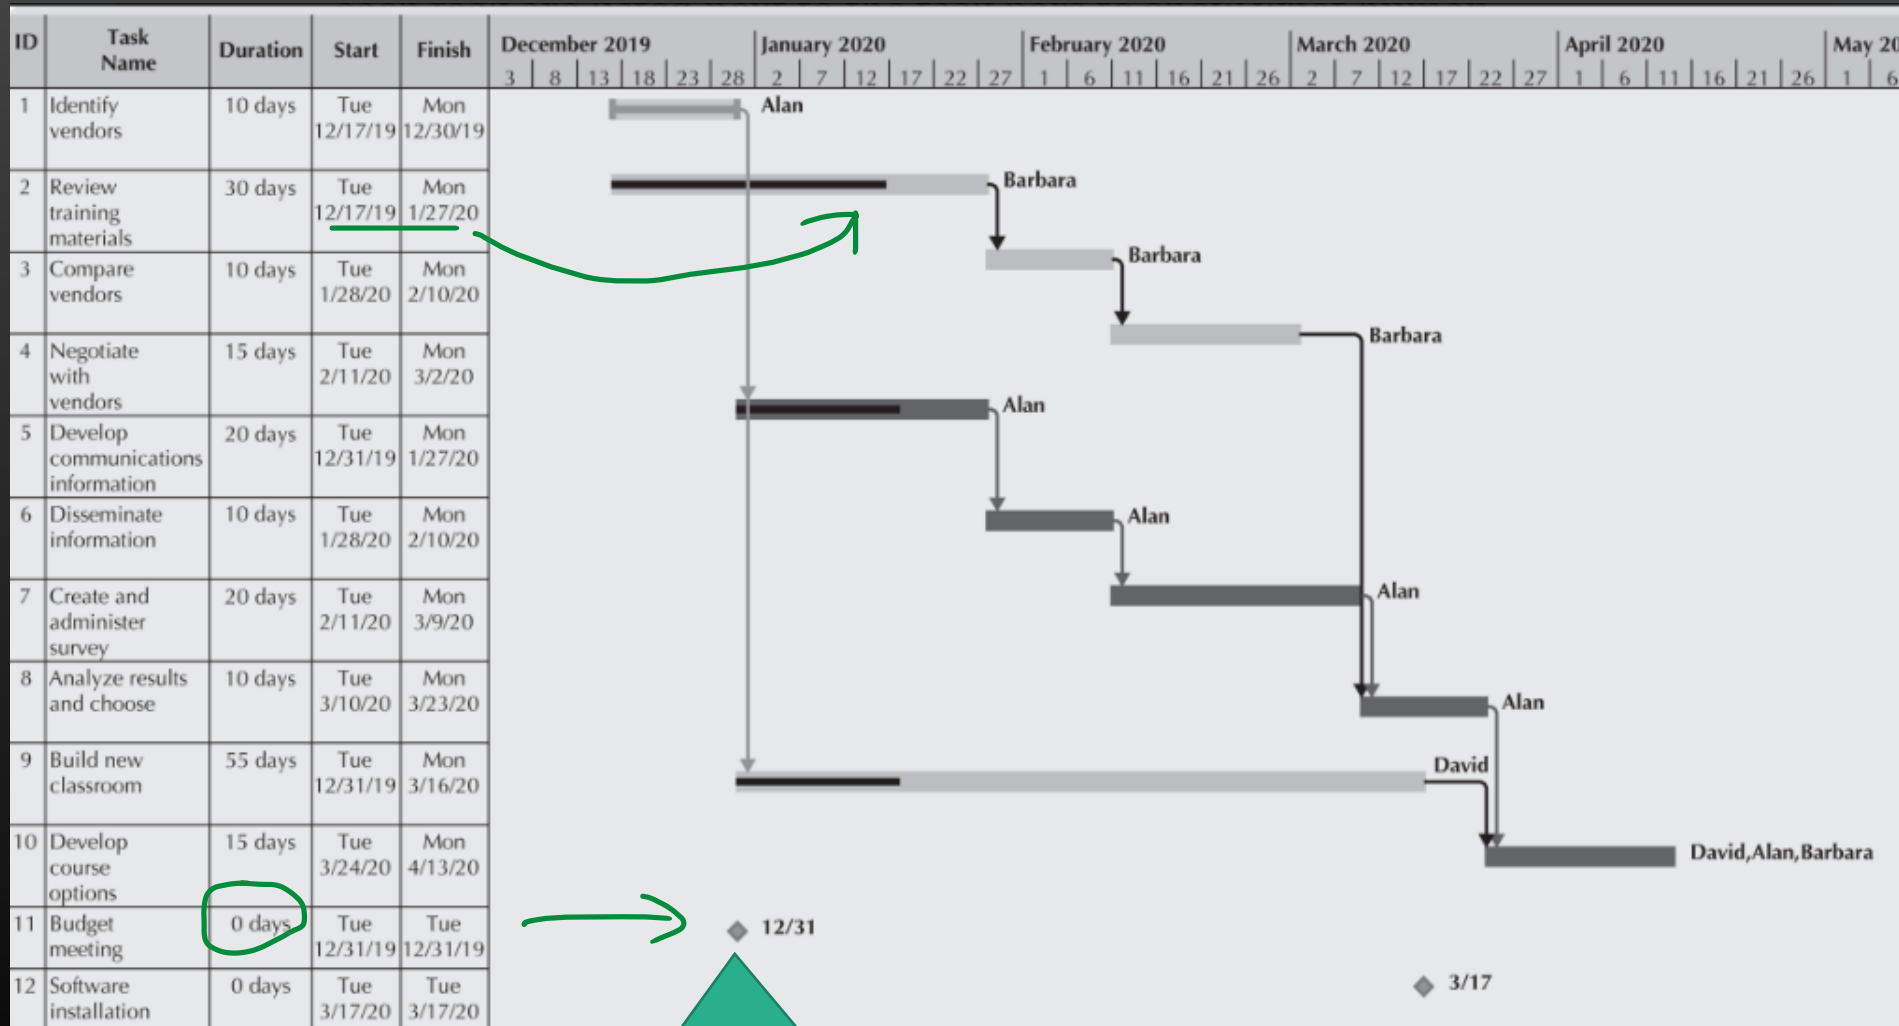 ID Task Name Duration Start Finish December 2019 January 2020 February 2020 March 2020 April 2020 May 20
3 8 13 18 23 28 2 7 12 17 22 27 1 6 11 16 21 26 2 7 12 17 22 27 1 6 11 16 21 26 1 6
1 Identify 10 days Tue Mon Alan
vendors 12/17/19 12/30/19
2 Review 30 days Tue Mon Barbara
training 12/17/19 1/27/20
materials
3 Compare 10 days Tue Mon Barbara
vendors 1/28/20 2/10/20
4 Negotiate 15 days Tue Mon Barbara
with 2/11/20 3/2/20
vendors
5 Develop 20 days Tue Mon Alan
communications 12/31/19 1/27/20
information
6 Disseminate 10 days Tue Mon Alan
information 1/28/20 2/10/20
7 Create and 20 days Tue Mon Alan
administer 2/11/20 3/9/20
survey
8 Analyze results 10 days Tue Mon Alan
and choose 3/10/20 3/23/20
9 Build new 55 days Tue Mon David
classroom 12/31/19 3/16/20
10 Develop 15 days Tue Mon David,Alan,Barbara
course 3/24/20 4/13/20
options
11 Budget 0 days Tue Tue 12/31
meeting 12/31/19 12/31/19
12 Software 0 days Tue Tue 3/17
installation 3/17/20 3/17/20